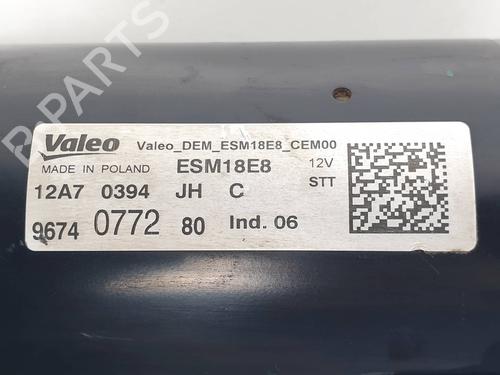 B-PARTS
Valeo Valeo_DEM_ESM18E8_CEM00
MADE IN POLAND ESM18E8 12V
12A7 0394 JH C STT
9674 0772 80 Ind. 06